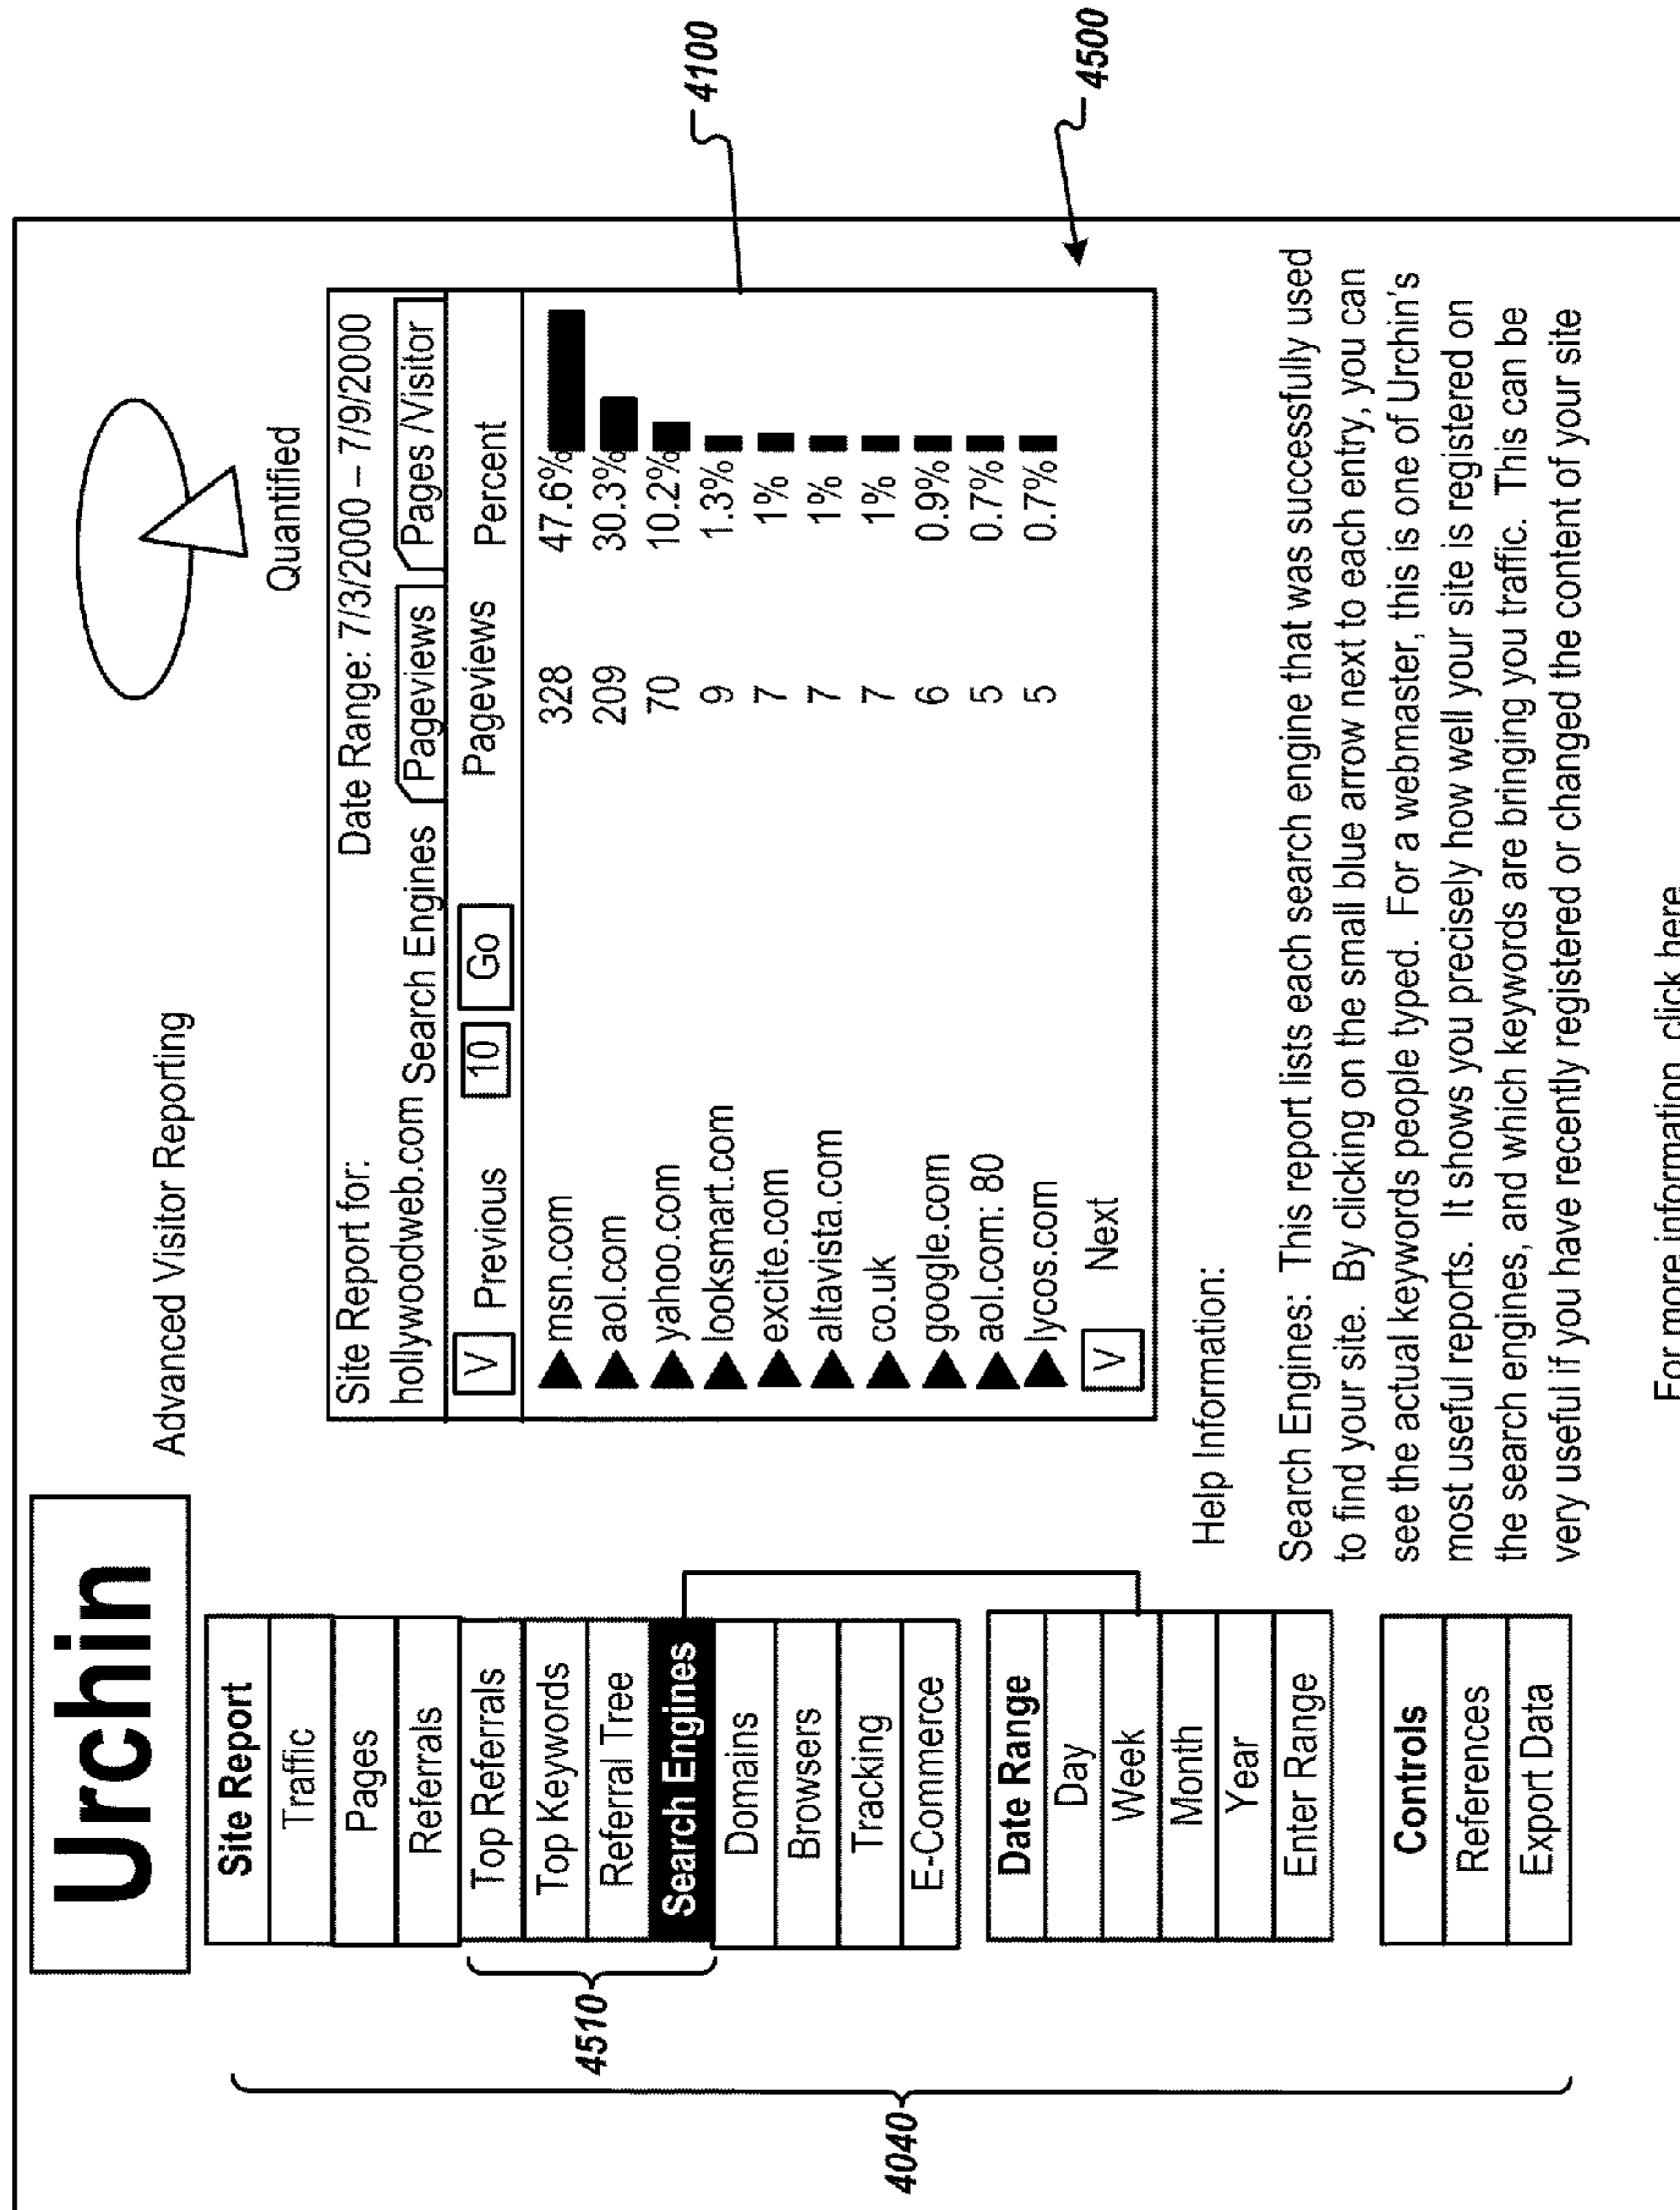 Urchin
Advanced Visitor Reporting
Quantified
Site Report
Traffic
Pages
Referrals
Top Referrals
Top Keywords
Referral Tree
Search Engines
Domains
Browsers
Tracking
E-Commerce
Date Range
Day
Week
Month
Year
Enter Range
Controls
References
Export Data
4510
4040
Site Report for: Date Range: 7/3/2000 – 7/9/2000
hollywoodweb.com Search Engines Pageviews Pages /Visitor
V Previous 10 Go Pageviews Percent
msn.com 328 47.6%
aol.com 209 30.3%
yahoo.com 70 10.2%
looksmart.com 9 1.3%
excite.com 7 1%
altavista.com 7 1%
co.uk 7 1%
google.com 6 0.9%
aol.com: 80 5 0.7%
lycos.com 5 0.7%
V Next
4100
4500
Help Information:
Search Engines: This report lists each search engine that was successfully used
to find your site. By clicking on the small blue arrow next to each entry, you can
see the actual keywords people typed. For a webmaster, this is one of Urchin's
most useful reports. It shows you precisely how well your site is registered on
the search engines, and which keywords are bringing you traffic. This can be
very useful if you have recently registered or changed the content of your site
For more information, click here